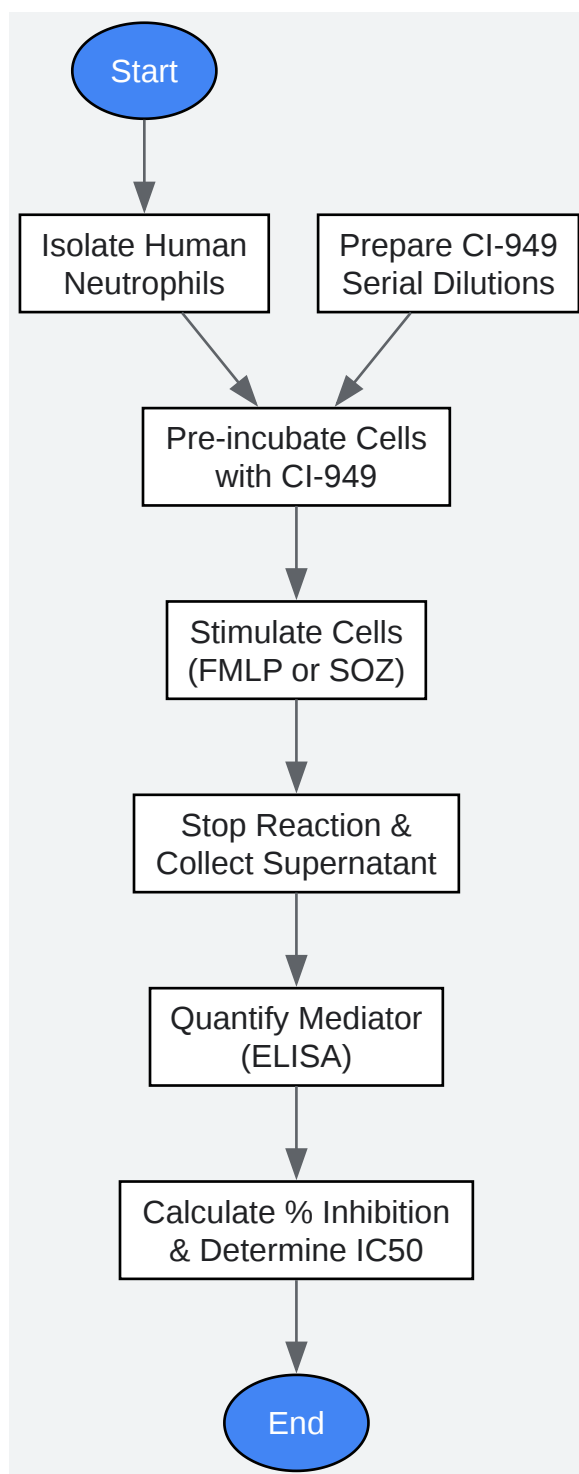 Start
Isolate Human
Neutrophils
Prepare CI-949
Serial Dilutions
Pre-incubate Cells
with CI-949
Stimulate Cells
(FMLP or SOZ)
Stop Reaction &
Collect Supernatant
Quantify Mediator
(ELISA)
Calculate % Inhibition
& Determine IC50
End